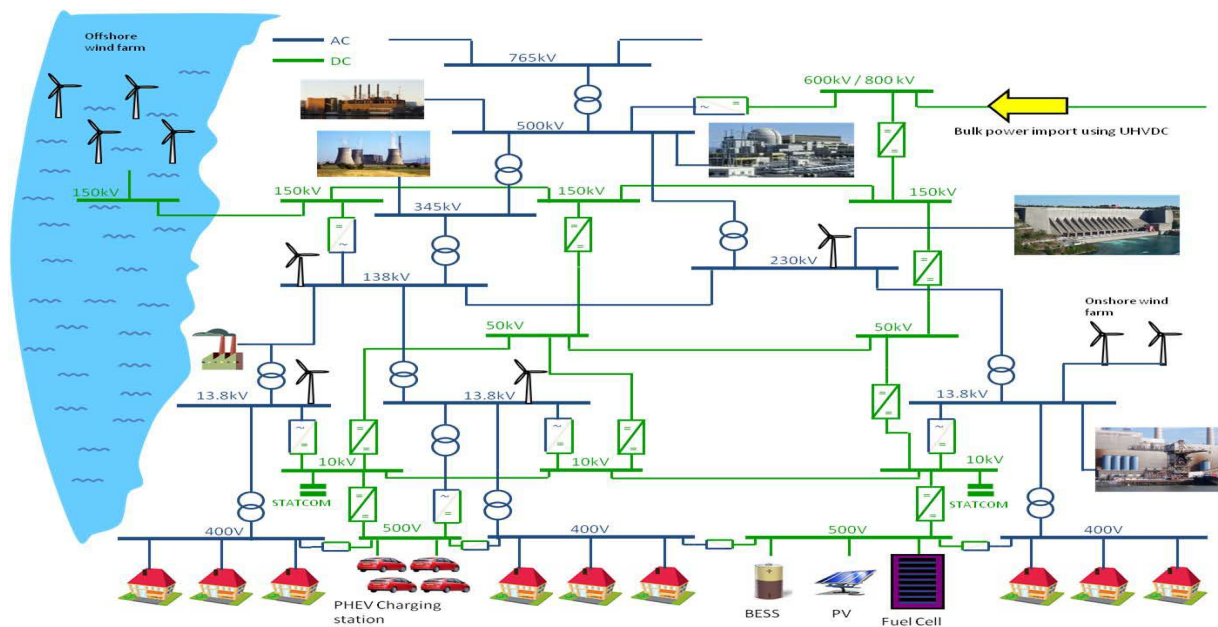 Offshore
wind farm
AC
DC
765kV
600kV / 800 kV
Bulk power import using UHVDC
500kV
150kV
150kV
150kV
150kV
345kV
230kV
138kV
Onshore wind
farm
50kV
50kV
13.8kV
13.8kV
13.8kV
10kV
10kV
10kV
STATCOM
STATCOM
400V
500V
400V
500V
400V
PHEV Charging
station
BESS
PV
Fuel Cell